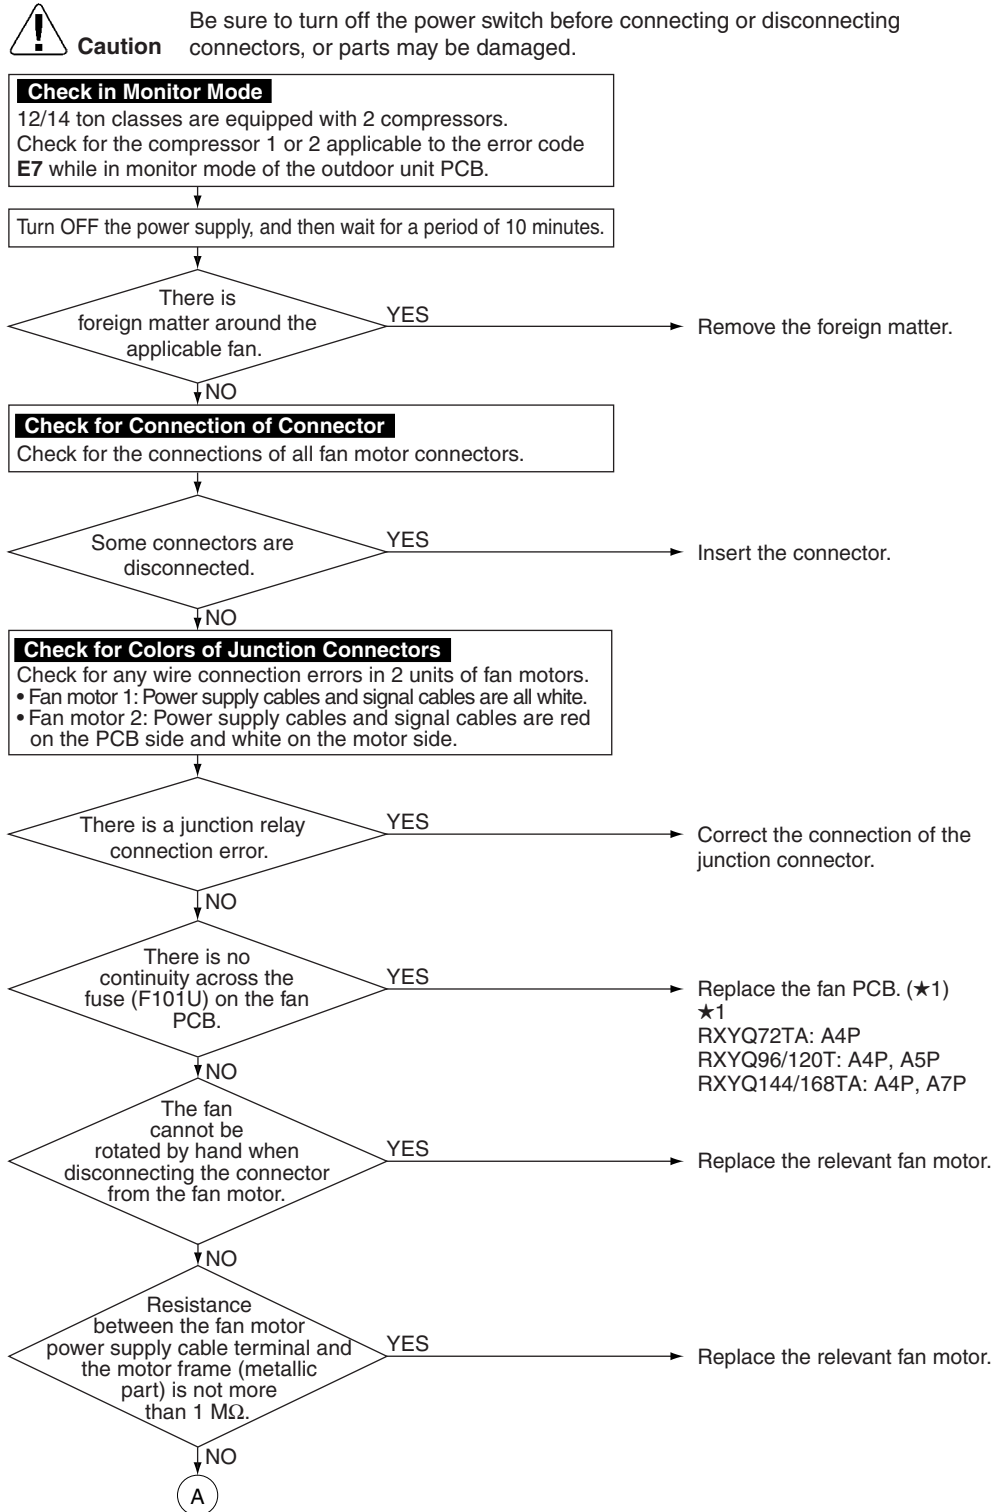 Be sure to turn off the power switch before connecting or disconnecting
Caution connectors, or parts may be damaged.
Check in Monitor Mode
12/14 ton classes are equipped with 2 compressors.
Check for the compressor 1 or 2 applicable to the error code
E7 while in monitor mode of the outdoor unit PCB.
Turn OFF the power supply, and then wait for a period of 10 minutes.
There is
foreign matter around the
applicable fan.
YES
Remove the foreign matter.
NO
Check for Connection of Connector
Check for the connections of all fan motor connectors.
Some connectors are
disconnected.
YES
Insert the connector.
NO
Check for Colors of Junction Connectors
Check for any wire connection errors in 2 units of fan motors.
• Fan motor 1: Power supply cables and signal cables are all white.
• Fan motor 2: Power supply cables and signal cables are red
on the PCB side and white on the motor side.
There is a junction relay
connection error.
YES
Correct the connection of the
junction connector.
NO
There is no
continuity across the
fuse (F101U) on the fan
PCB.
YES
Replace the fan PCB. (★1)
★1
RXYQ72TA: A4P
RXYQ96/120T: A4P, A5P
RXYQ144/168TA: A4P, A7P
NO
The fan
cannot be
rotated by hand when
disconnecting the connector
from the fan motor.
YES
Replace the relevant fan motor.
NO
Resistance
between the fan motor
power supply cable terminal and
the motor frame (metallic
part) is not more
than 1 MΩ.
YES
Replace the relevant fan motor.
NO
A